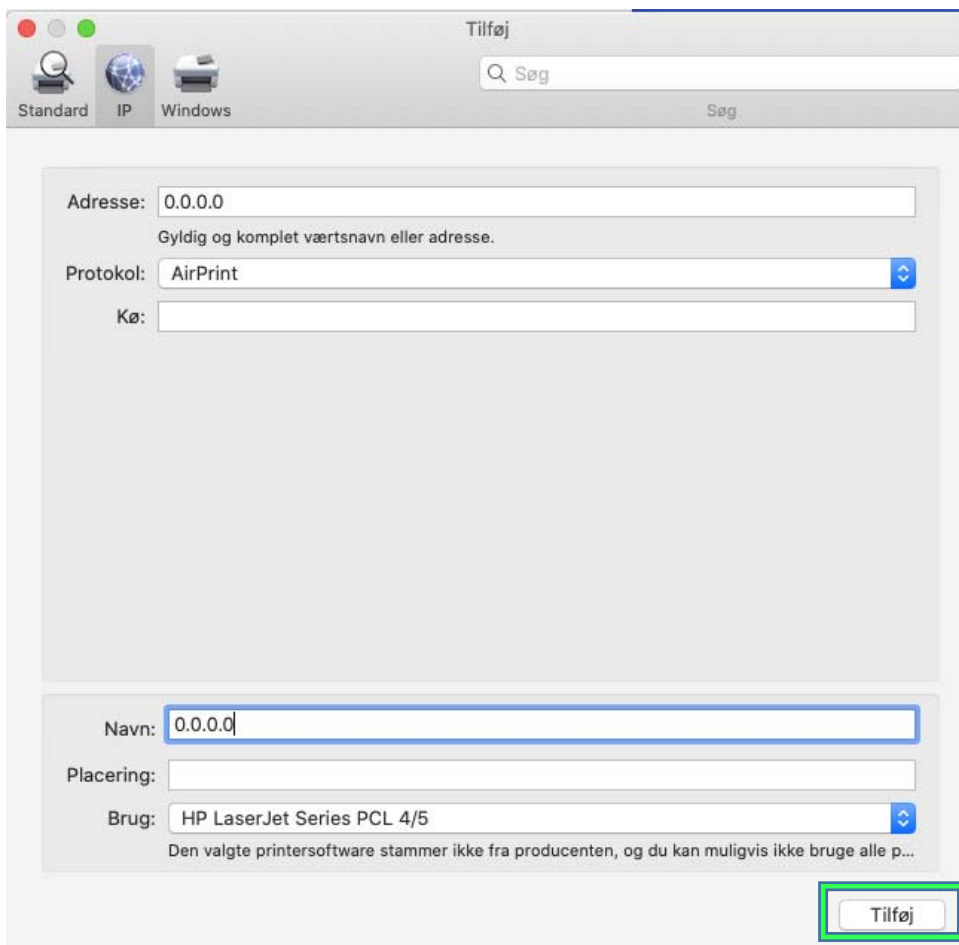 Tilføj
Søg
Standard IP Windows
Søg
Adresse: 0.0.0.0
Gyldig og komplet værtsnavn eller adresse.
Protokol: AirPrint
Kø:
Navn: 0.0.0.0
Placering:
Brug: HP LaserJet Series PCL 4/5
Den valgte printersoftware stammer ikke fra producenten, og du kan muligvis ikke bruge alle p...
Tilføj